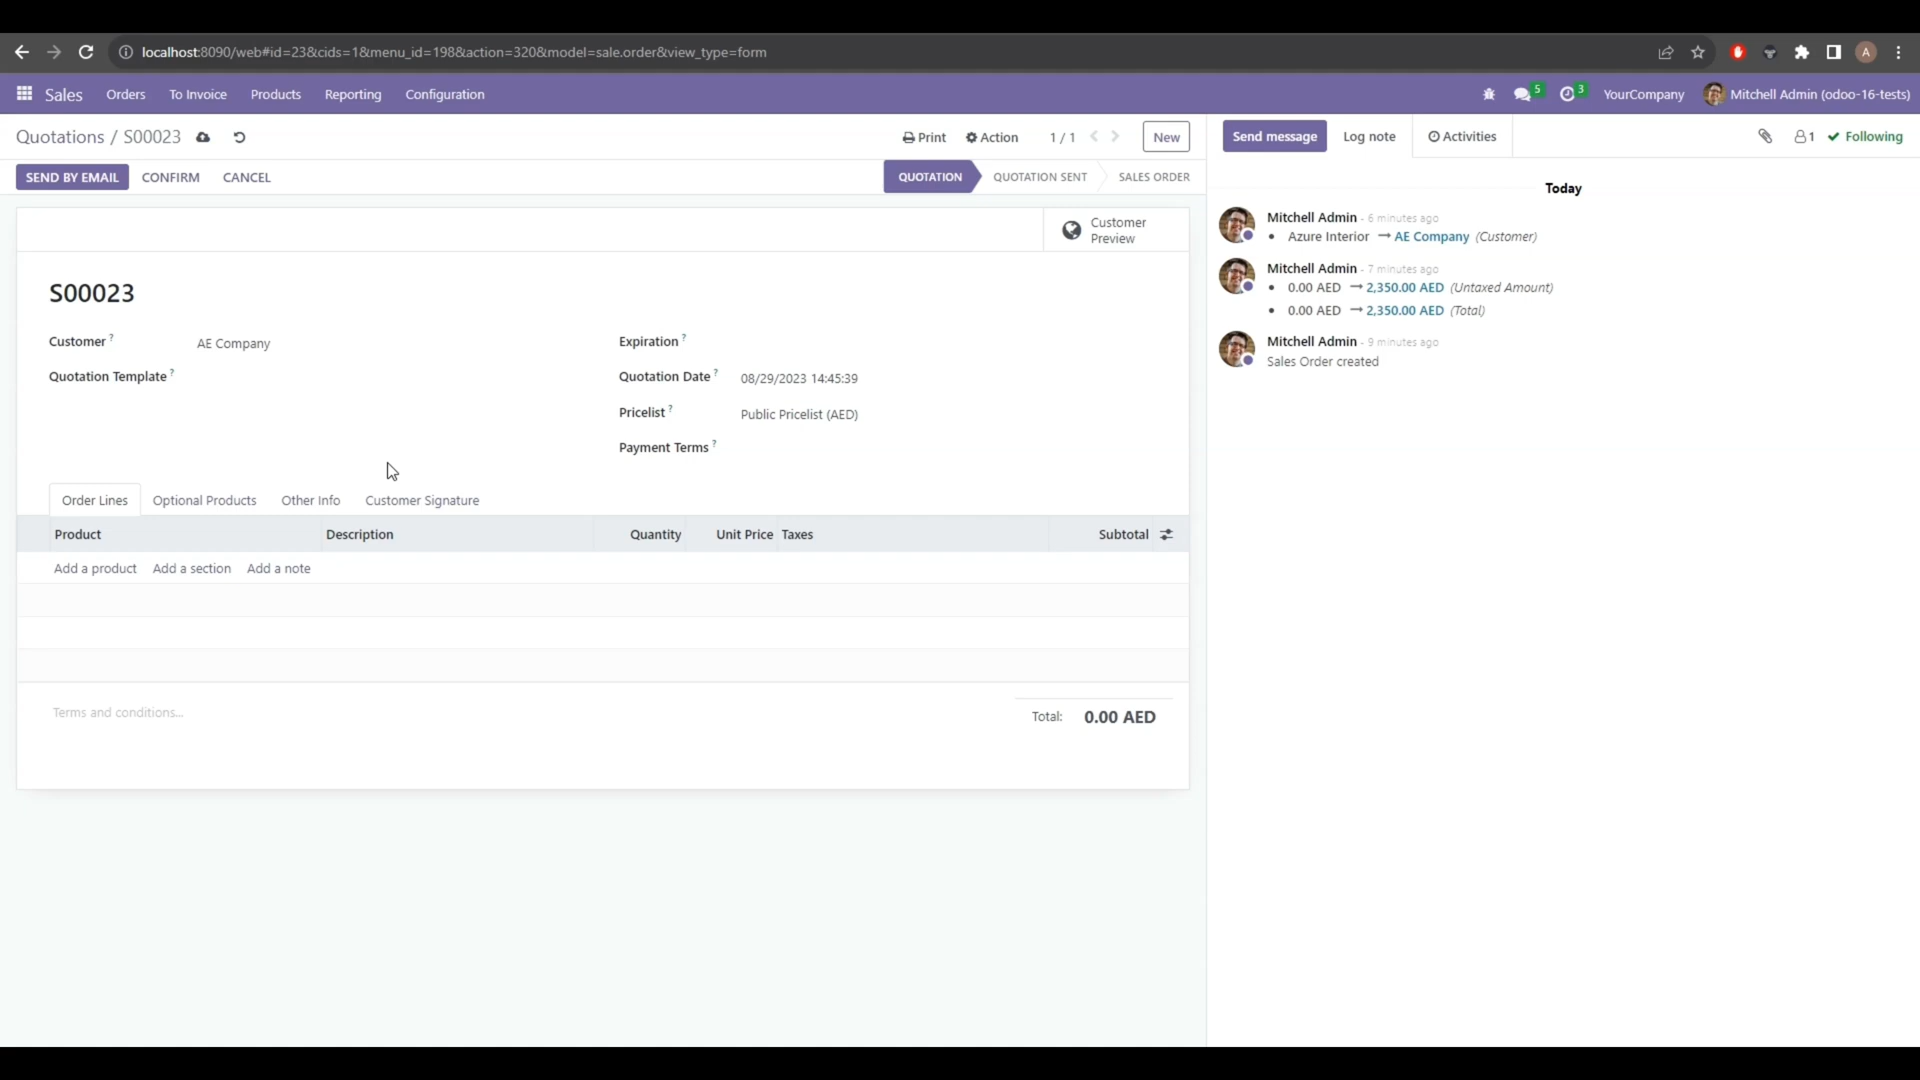 localhost:8090/web#id=23&cids=1&menu_id=198&action=320&model=sale.order&view_type=form
A
Sales Orders To Invoice Products Reporting Configuration
5 3 YourCompany Mitchell Admin (odoo-16-tests)
Quotations / S00023
Print Action 1 / 1 New
Send message Log note Activities 1 Following
SEND BY EMAIL CONFIRM CANCEL
QUOTATION QUOTATION SENT SALES ORDER
Customer
Preview
S00023
Customer ? AE Company
Quotation Template ?
Expiration ?
Quotation Date ? 08/29/2023 14:45:39
Pricelist ? Public Pricelist (AED)
Payment Terms ?
Order Lines Optional Products Other Info Customer Signature
Product Description Quantity Unit Price Taxes Subtotal
Add a product Add a section Add a note
Terms and conditions...
Total: 0.00 AED
Today
Mitchell Admin - 6 minutes ago
• Azure Interior → AE Company (Customer)
Mitchell Admin - 7 minutes ago
• 0.00 AED → 2,350.00 AED (Untaxed Amount)
• 0.00 AED → 2,350.00 AED (Total)
Mitchell Admin - 9 minutes ago
Sales Order created